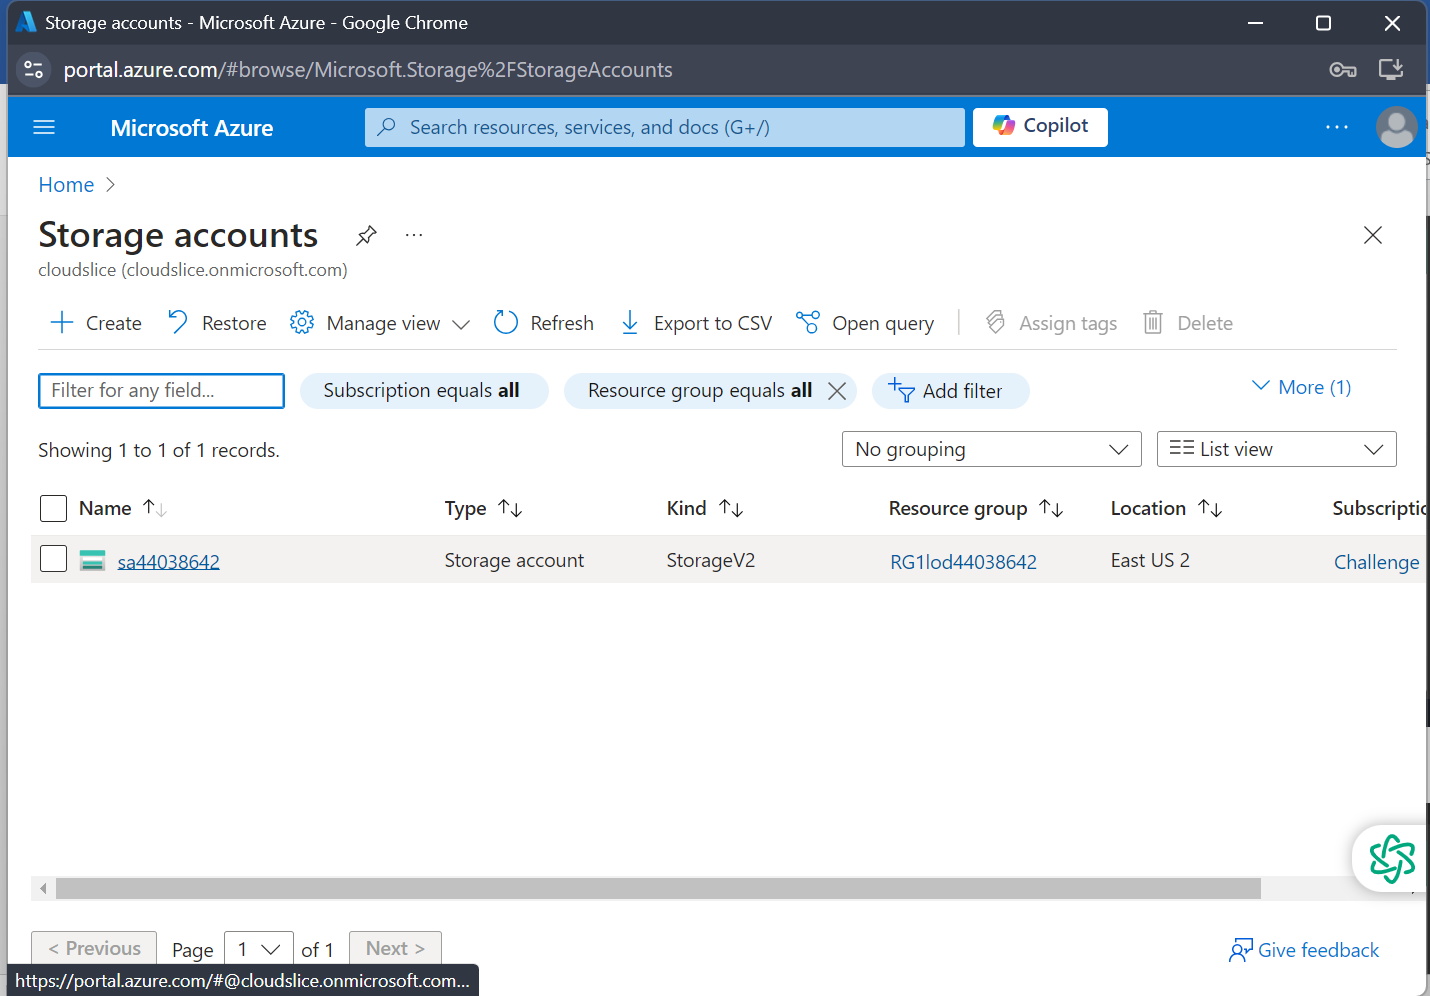 Storage accounts - Microsoft Azure - Google Chrome
portal.azure.com/#browse/Microsoft.Storage%2FStorageAccounts
Microsoft Azure
Search resources, services, and docs (G+/)
Copilot
Home
Storage accounts
cloudslice (cloudslice.onmicrosoft.com)
Create Restore Manage view Refresh Export to CSV Open query Assign tags Delete
Filter for any field... Subscription equals all Resource group equals all Add filter More (1)
Showing 1 to 1 of 1 records. No grouping List view
Name Type Kind Resource group Location Subscriptio
sa44038642 Storage account StorageV2 RG1lod44038642 East US 2 Challenge
< Previous Page 1 of 1 Next > Give feedback
https://portal.azure.com/#@cloudslice.onmicrosoft.com...